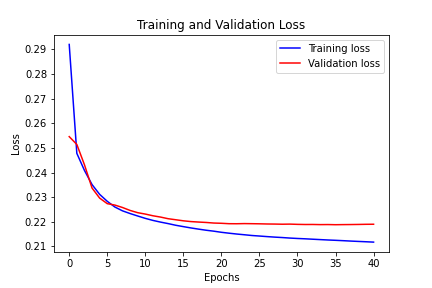 Training and Validation Loss
Training loss
Validation loss
0.29
0.28
0.27
0.26
0.25
0.24
0.23
0.22
0.21
Loss
0 5 10 15 20 25 30 35 40
Epochs